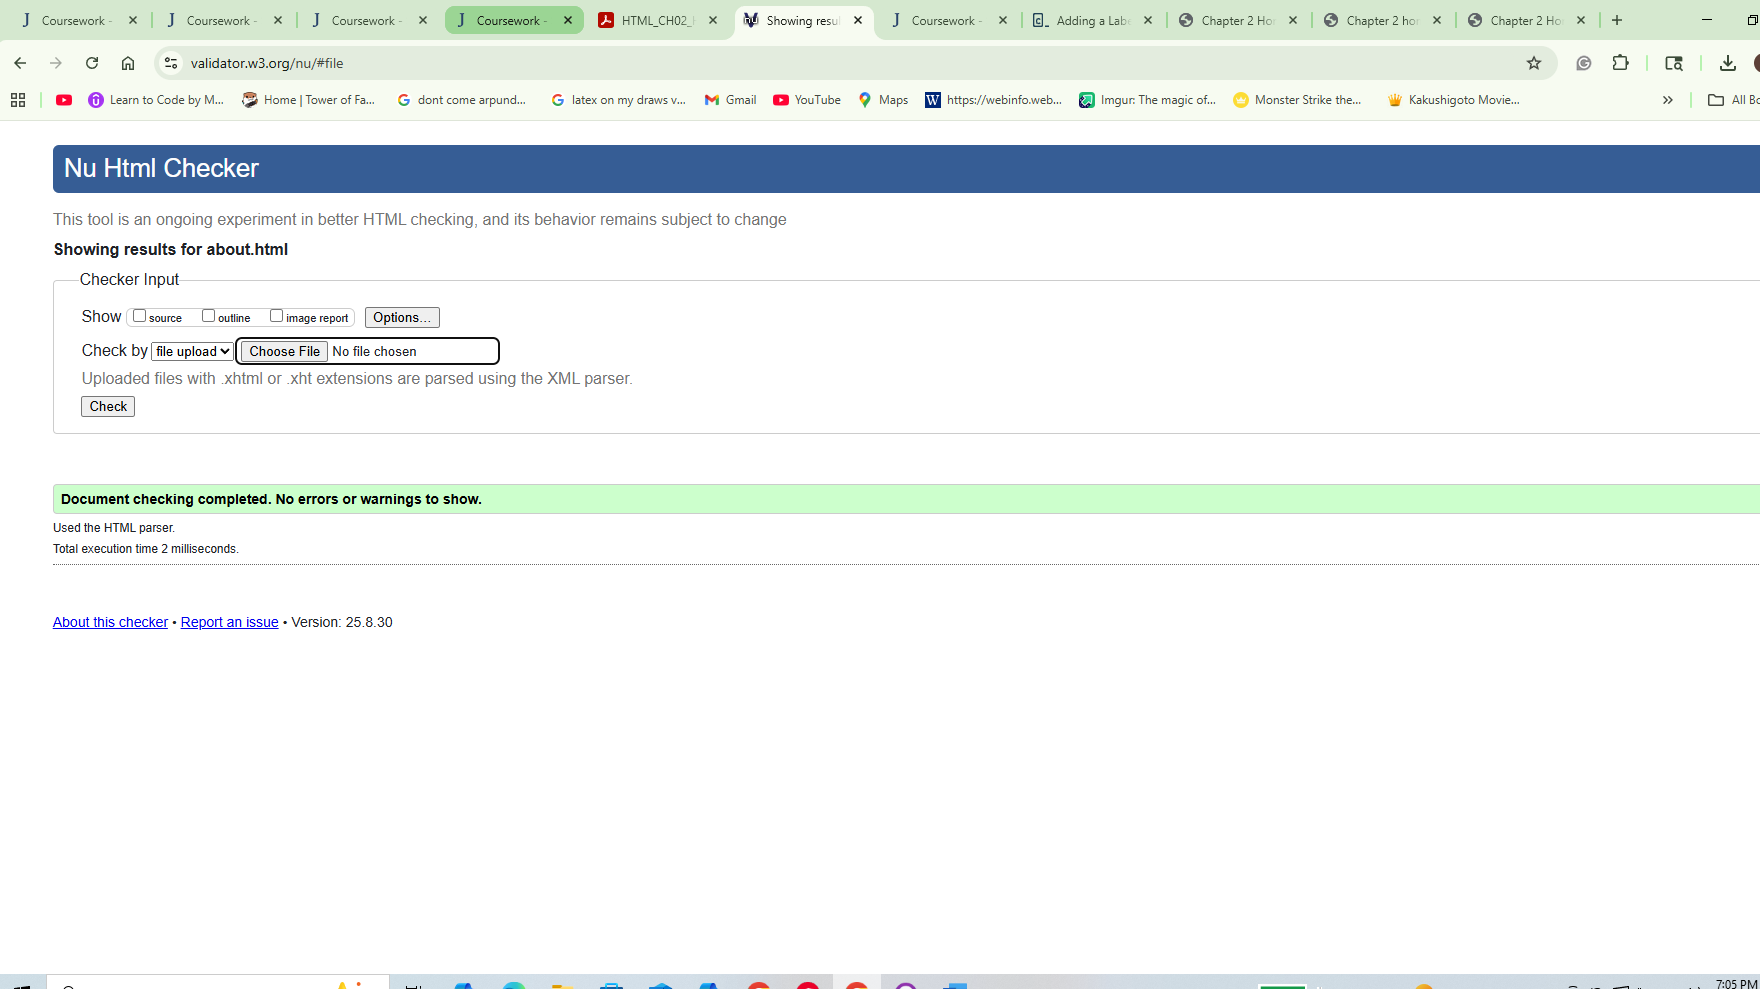 Coursework -
Coursework -
Coursework -
Coursework -
HTML_CH02_
Showing resu
Coursework -
Adding a Lab
Chapter 2 Ho
Chapter 2 ho
Chapter 2 Ho
validator.w3.org/nu/#file
Learn to Code by M...
Home | Tower of Fa...
dont come arpund...
latex on my draws v...
Gmail
YouTube
Maps
https://webinfo.web...
Imgur: The magic of...
Monster Strike the...
Kakushigoto Movie...
All Bo
Nu Html Checker
This tool is an ongoing experiment in better HTML checking, and its behavior remains subject to change
Showing results for about.html
Checker Input
Show source outline image report Options...
Check by file upload Choose File No file chosen
Uploaded files with .xhtml or .xht extensions are parsed using the XML parser.
Check
Document checking completed. No errors or warnings to show.
Used the HTML parser.
Total execution time 2 milliseconds.
About this checker • Report an issue • Version: 25.8.30
7:05 PM